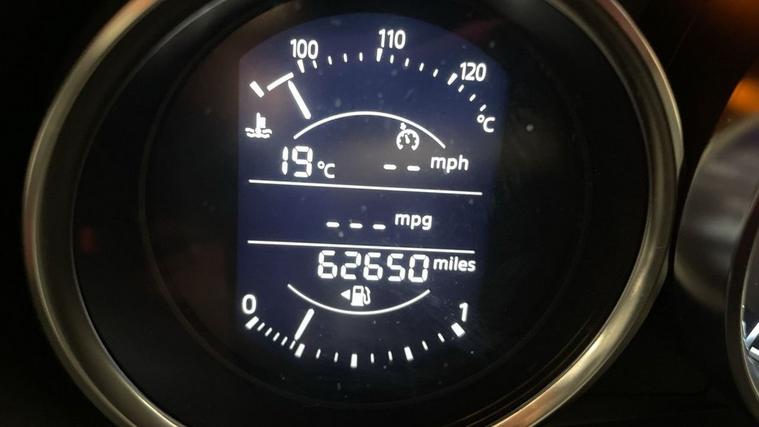 100 110 120
°C
19 °C -- mph
--- mpg
62650 miles
0 1